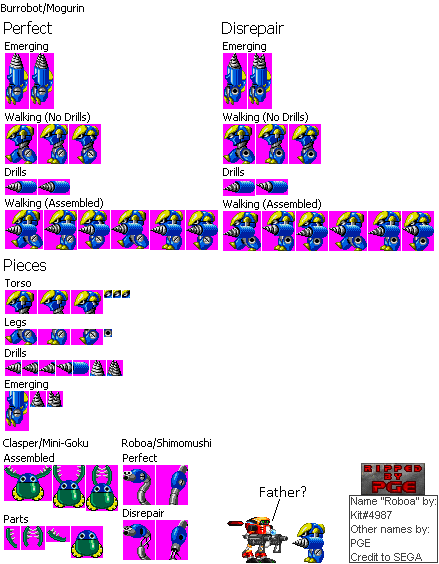 Burrobot/Mogurin
Perfect
Emerging
Walking (No Drills)
Drills
Walking (Assembled)
Disrepair
Emerging
Walking (No Drills)
Drills
Walking (Assembled)
Pieces
Torso
Legs
Drills
Emerging
Clasper/Mini-Goku
Assembled
Parts
Roboa/Shimomushi
Perfect
Disrepair
Father?
RIPPED
BY
PGE
Name "Roboa" by:
Kit#4987
Other names by:
PGE
Credit to SEGA